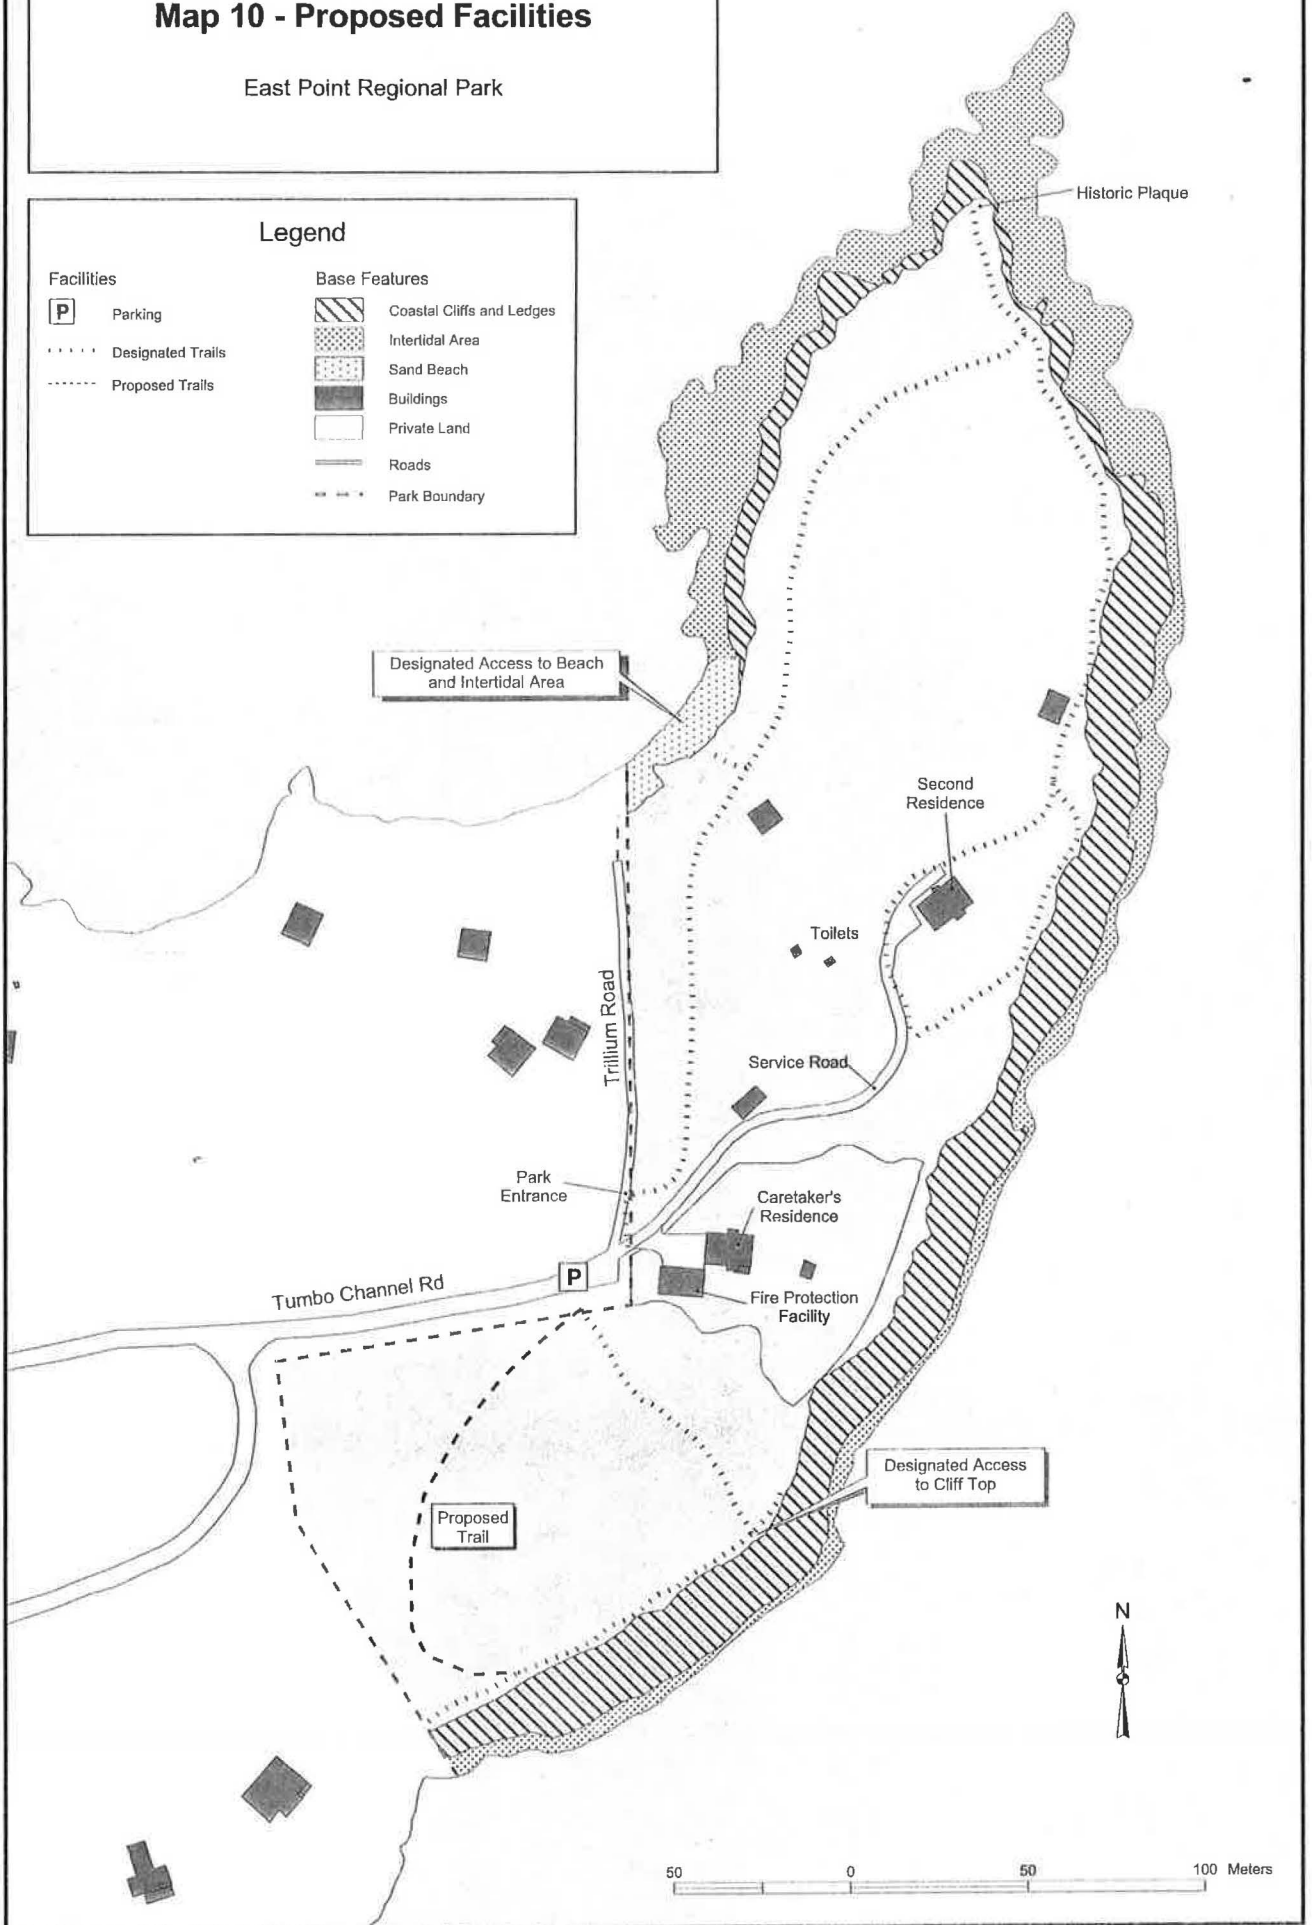 Map 10 - Proposed Facilities
East Point Regional Park
Legend
Facilities
P
Parking
Designated Trails
Proposed Trails
Base Features
Coastal Cliffs and Ledges
Intertidal Area
Sand Beach
Buildings
Private Land
Roads
Park Boundary
Historic Plaque
Designated Access to Beach
and Intertidal Area
Second
Residence
Toilets
Trillium Road
Service Road
Park
Entrance
Caretaker's
Residence
P
Tumbo Channel Rd
Fire Protection
Facility
Designated Access
to Cliff Top
Proposed
Trail
N
50
0
50
100 Meters